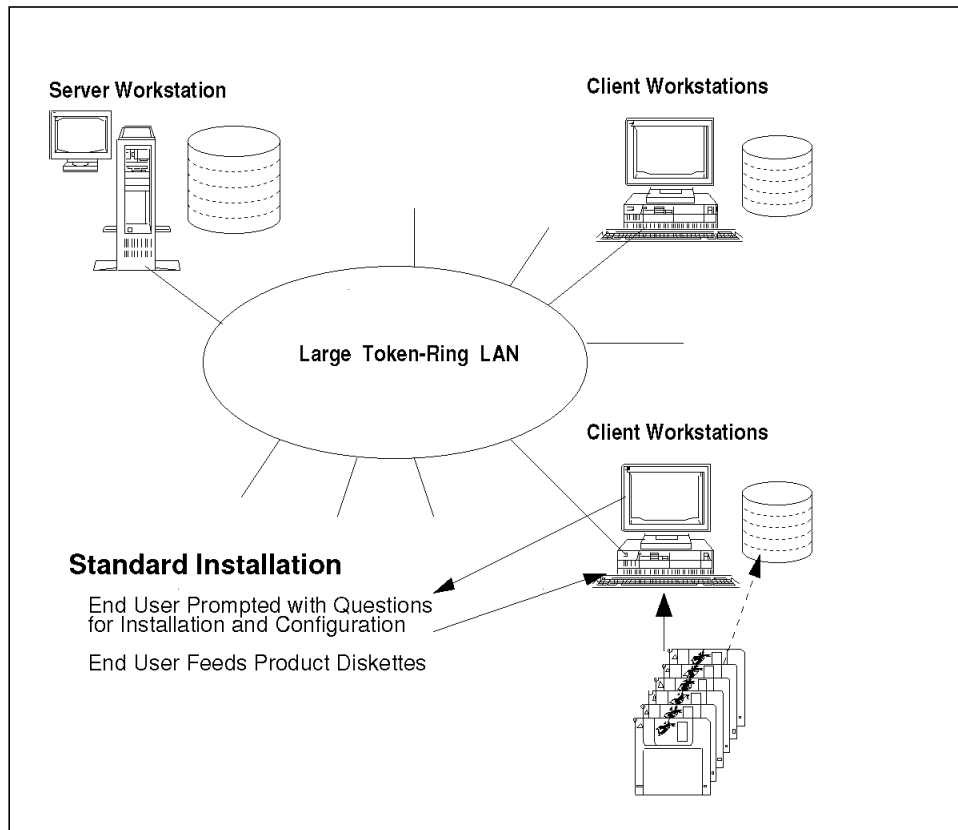 Server Workstation
Client Workstations
Large Token-Ring LAN
Client Workstations
Standard Installation
End User Prompted with Questions
for Installation and Configuration
End User Feeds Product Diskettes